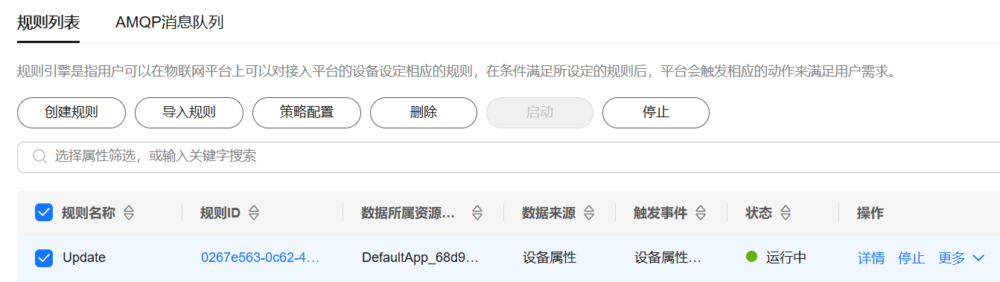 规则列表 AMQP消息队列
规则引擎是指用户可以在物联网平台上可以对接入平台的设备设定相应的规则，在条件满足所设定的规则后，平台会触发相应的动作来满足用户需求。
创建规则 导入规则 策略配置 删除 启动 停止
选择属性筛选，或输入关键字搜索
规则名称 规则ID 数据所属资源... 数据来源 触发事件 状态 操作
Update 0267e563-0c62-4... DefaultApp_68d9... 设备属性 设备属性... 运行中 详情 停止 更多